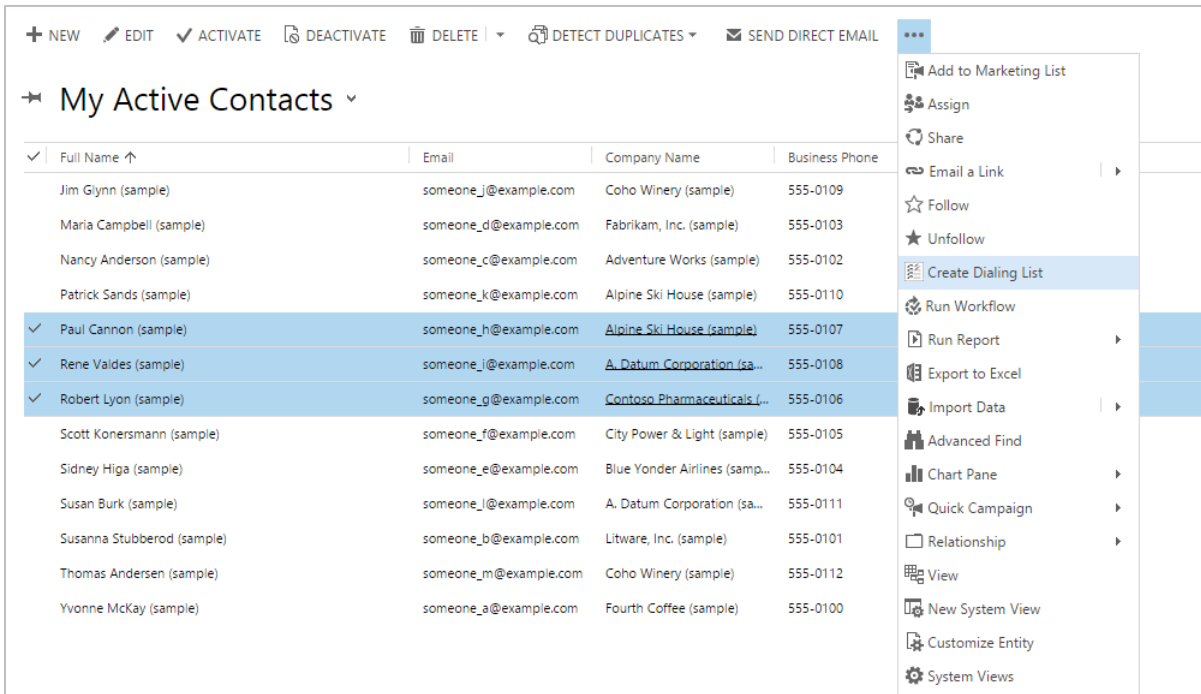 NEW EDIT ACTIVATE DEACTIVATE DELETE DETECT DUPLICATES SEND DIRECT EMAIL •••
My Active Contacts
Full Name ↑ Email Company Name Business Phone
Jim Glynn (sample) someone_j@example.com Coho Winery (sample) 555-0109
Maria Campbell (sample) someone_d@example.com Fabrikam, Inc. (sample) 555-0103
Nancy Anderson (sample) someone_c@example.com Adventure Works (sample) 555-0102
Patrick Sands (sample) someone_k@example.com Alpine Ski House (sample) 555-0110
Paul Cannon (sample) someone_h@example.com Alpine Ski House (sample) 555-0107
Rene Valdes (sample) someone_i@example.com A. Datum Corporation (sa... 555-0108
Robert Lyon (sample) someone_g@example.com Contoso Pharmaceuticals (... 555-0106
Scott Konersmann (sample) someone_f@example.com City Power & Light (sample) 555-0105
Sidney Higa (sample) someone_e@example.com Blue Yonder Airlines (samp... 555-0104
Susan Burk (sample) someone_l@example.com A. Datum Corporation (sa... 555-0111
Susanna Stubberod (sample) someone_b@example.com Litware, Inc. (sample) 555-0101
Thomas Andersen (sample) someone_m@example.com Coho Winery (sample) 555-0112
Yvonne McKay (sample) someone_a@example.com Fourth Coffee (sample) 555-0100
Add to Marketing List
Assign
Share
Email a Link
Follow
Unfollow
Create Dialing List
Run Workflow
Run Report
Export to Excel
Import Data
Advanced Find
Chart Pane
Quick Campaign
Relationship
View
New System View
Customize Entity
System Views